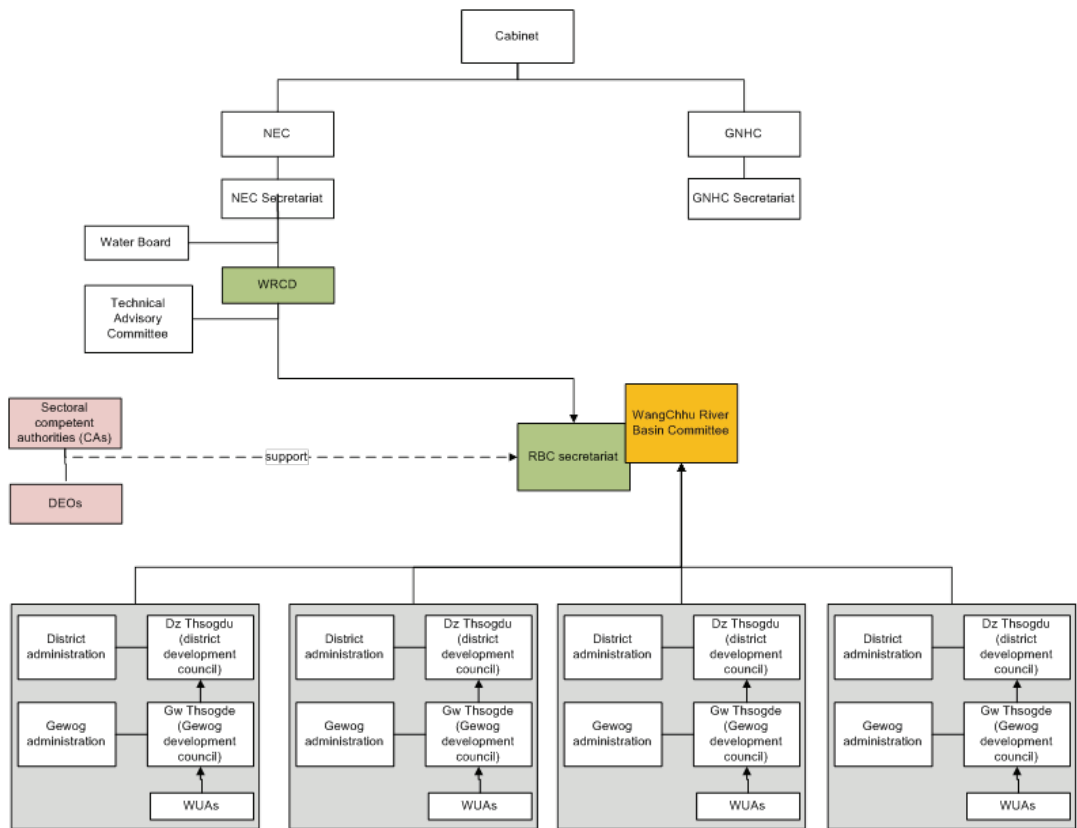 Cabinet
NEC
GNHC
NEC Secretariat
GNHC Secretariat
Water Board
WRCD
Technical
Advisory
Committee
Sectoral
competent
authorities (CAs)
WangChhu River
Basin Committee
support
RBC secretariat
DEOs
District
administration
Dz Thsogdu
(district
development
council)
Gewog
administration
Gw Thsogde
(Gewog
development
council)
WUAs
District
administration
Dz Thsogdu
(district
development
council)
Gewog
administration
Gw Thsogde
(Gewog
development
council)
WUAs
District
administration
Dz Thsogdu
(district
development
council)
Gewog
administration
Gw Thsogde
(Gewog
development
council)
WUAs
District
administration
Dz Thsogdu
(district
development
council)
Gewog
administration
Gw Thsogde
(Gewog
development
council)
WUAs